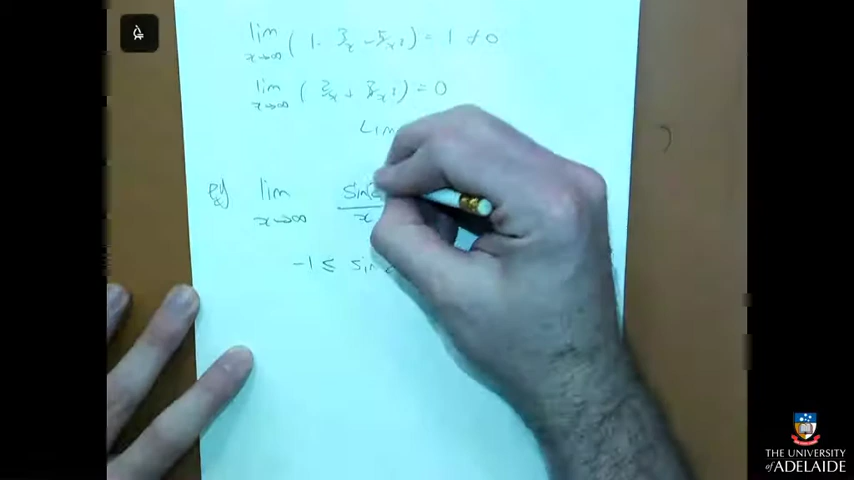 lim ( 1 - 3/x - 5/x² ) = 1 ≠ 0
x→∞
lim ( 2/x + 3/x² ) = 0
x→∞
Lim
eg) lim sin
x→∞ x
-1 ≤ sin
THE UNIVERSITY
of ADELAIDE